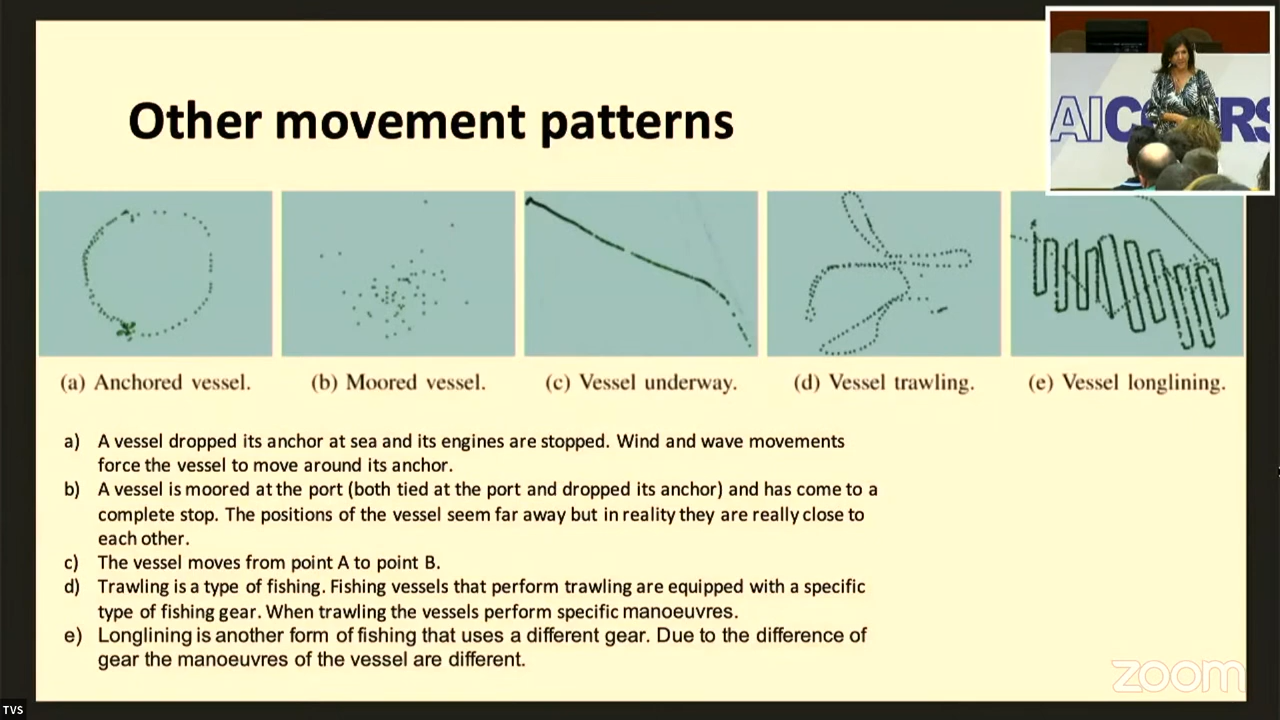 Other movement patterns
AIC
RS
(a) Anchored vessel.
(b) Moored vessel.
(c) Vessel underway.
(d) Vessel trawling.
(e) Vessel longlining.
a) A vessel dropped its anchor at sea and its engines are stopped. Wind and wave movements
force the vessel to move around its anchor.
b) A vessel is moored at the port (both tied at the port and dropped its anchor) and has come to a
complete stop. The positions of the vessel seem far away but in reality they are really close to
each other.
c) The vessel moves from point A to point B.
d) Trawling is a type of fishing. Fishing vessels that perform trawling are equipped with a specific
type of fishing gear. When trawling the vessels perform specific manoeuvres.
e) Longlining is another form of fishing that uses a different gear. Due to the difference of
gear the manoeuvres of the vessel are different.
zoom
TVS